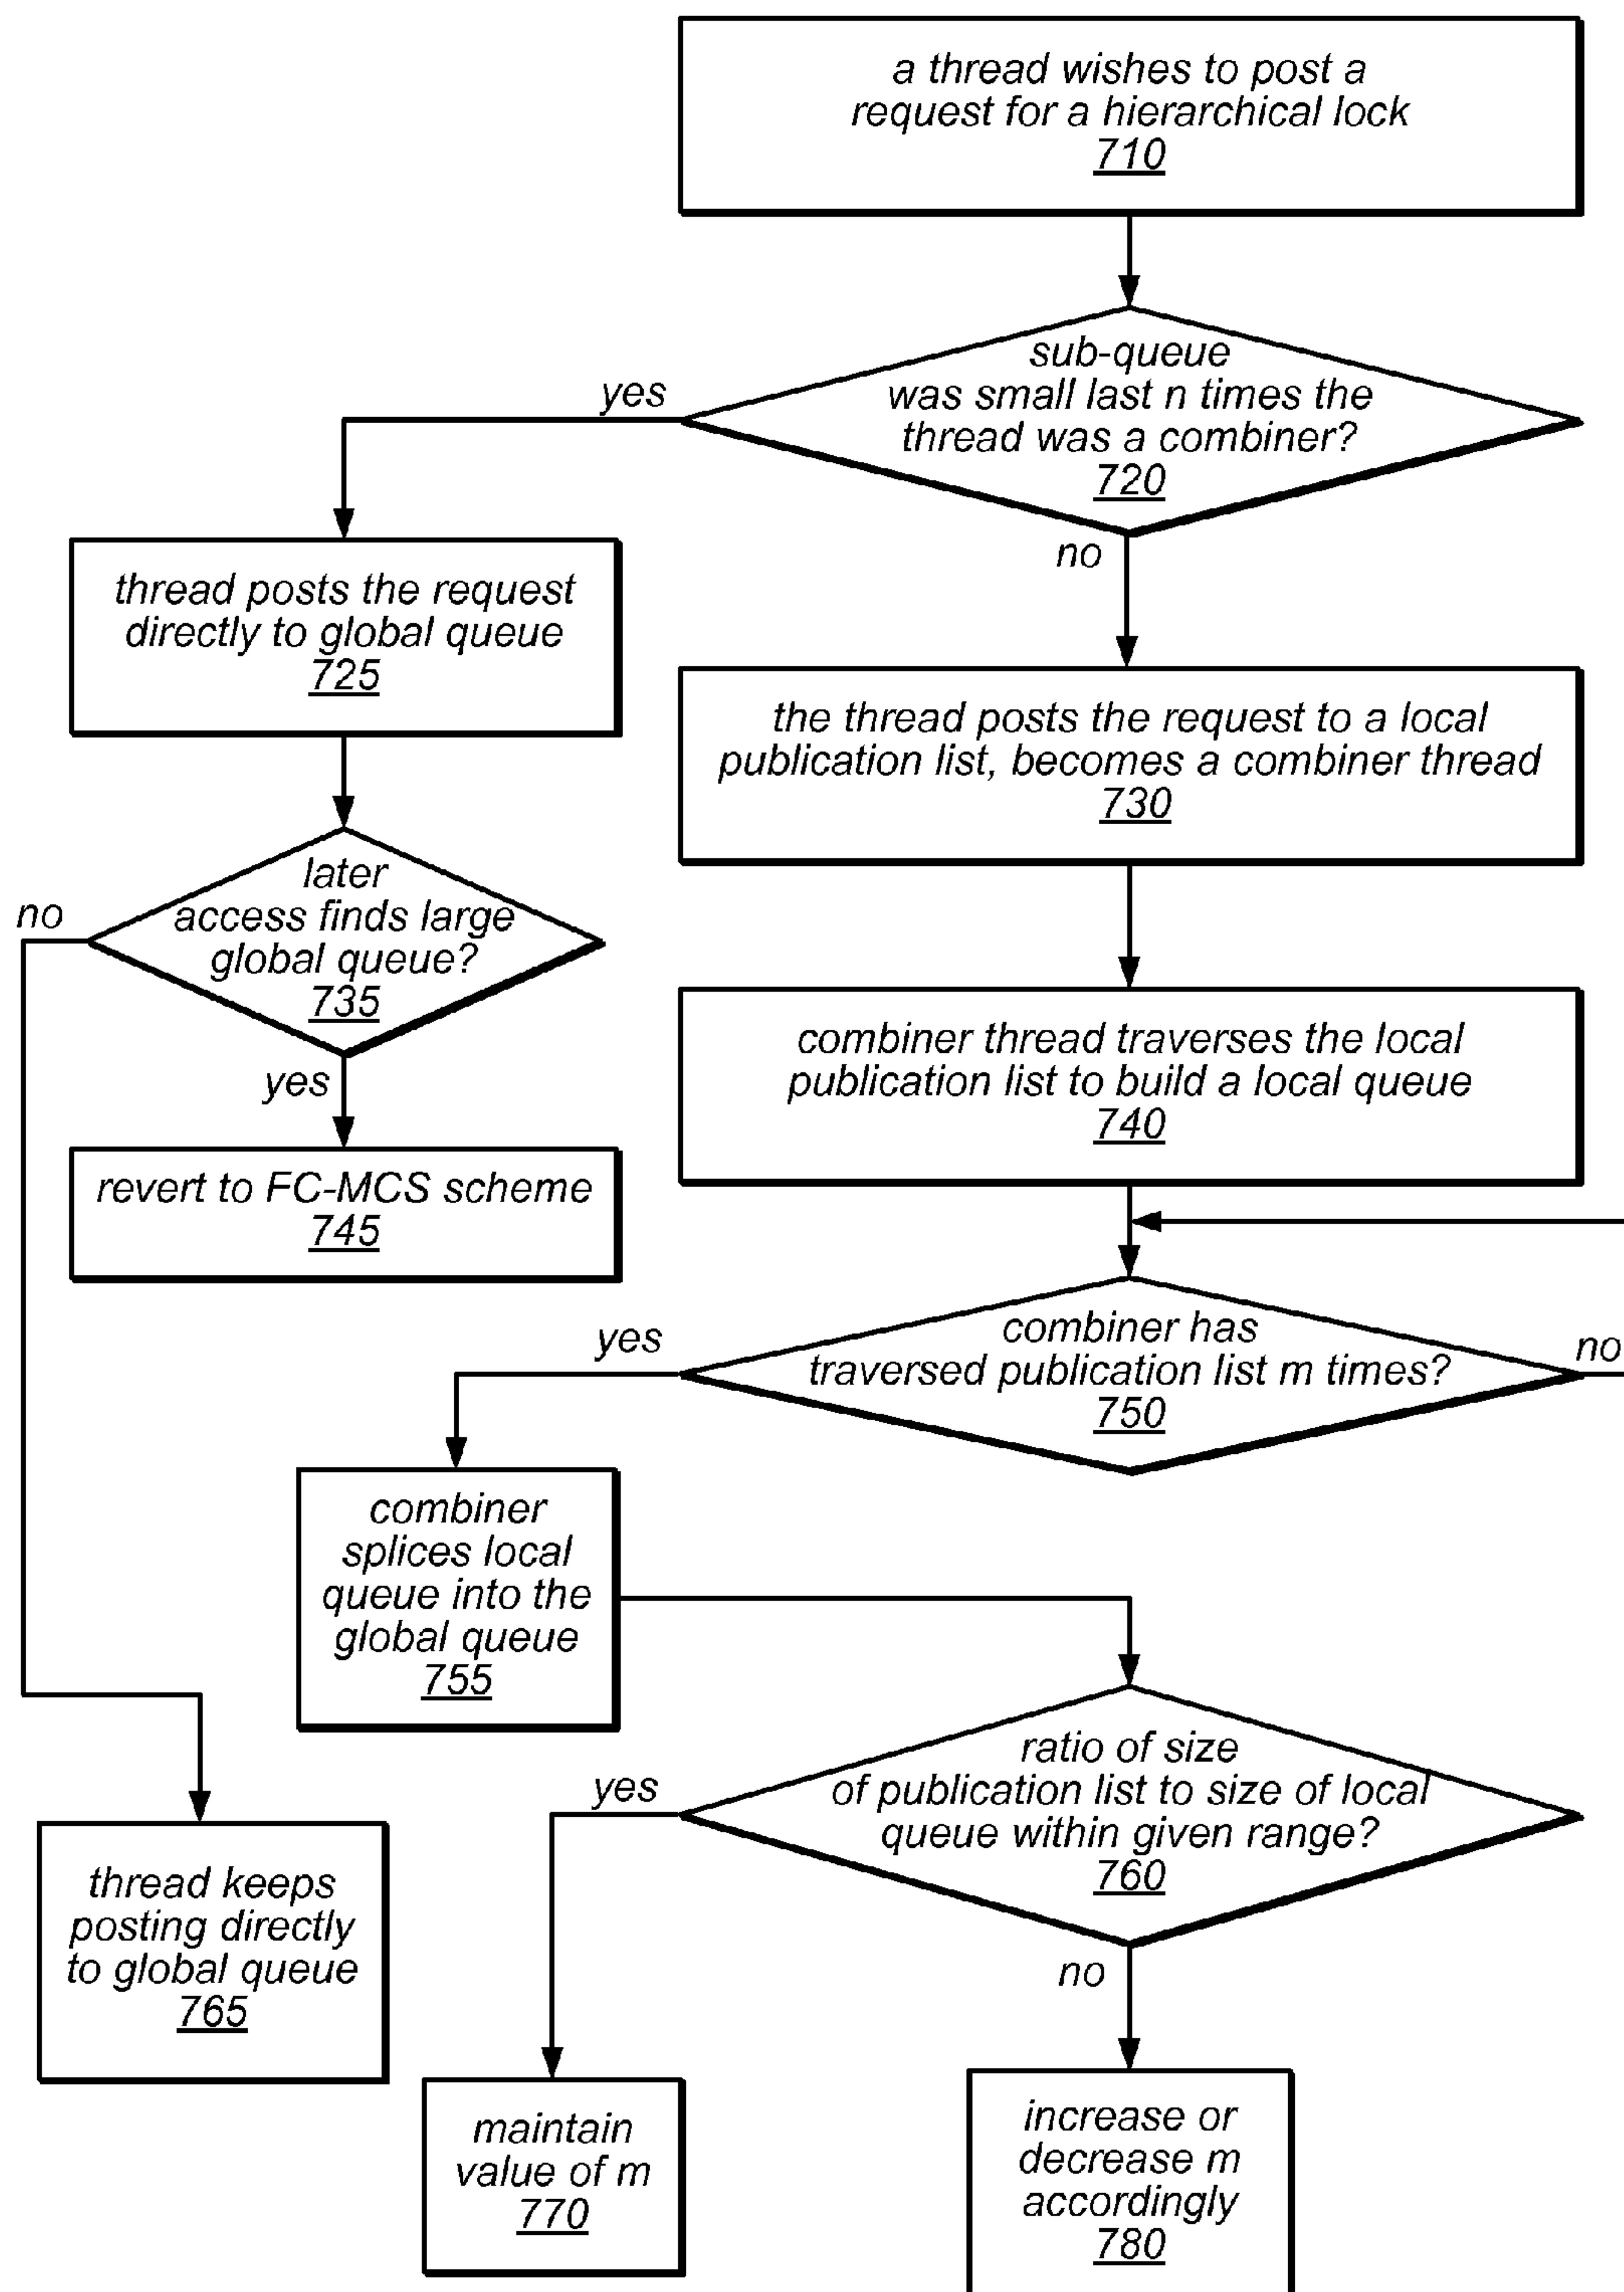 a thread wishes to post a
request for a hierarchical lock
710
sub-queue
was small last n times the
thread was a combiner?
720
yes
no
thread posts the request
directly to global queue
725
the thread posts the request to a local
publication list, becomes a combiner thread
730
later
access finds large
global queue?
735
no
yes
combiner thread traverses the local
publication list to build a local queue
740
revert to FC-MCS scheme
745
combiner has
traversed publication list m times?
750
yes
no
combiner
splices local
queue into the
global queue
755
ratio of size
of publication list to size of local
queue within given range?
760
yes
no
thread keeps
posting directly
to global queue
765
maintain
value of m
770
increase or
decrease m
accordingly
780